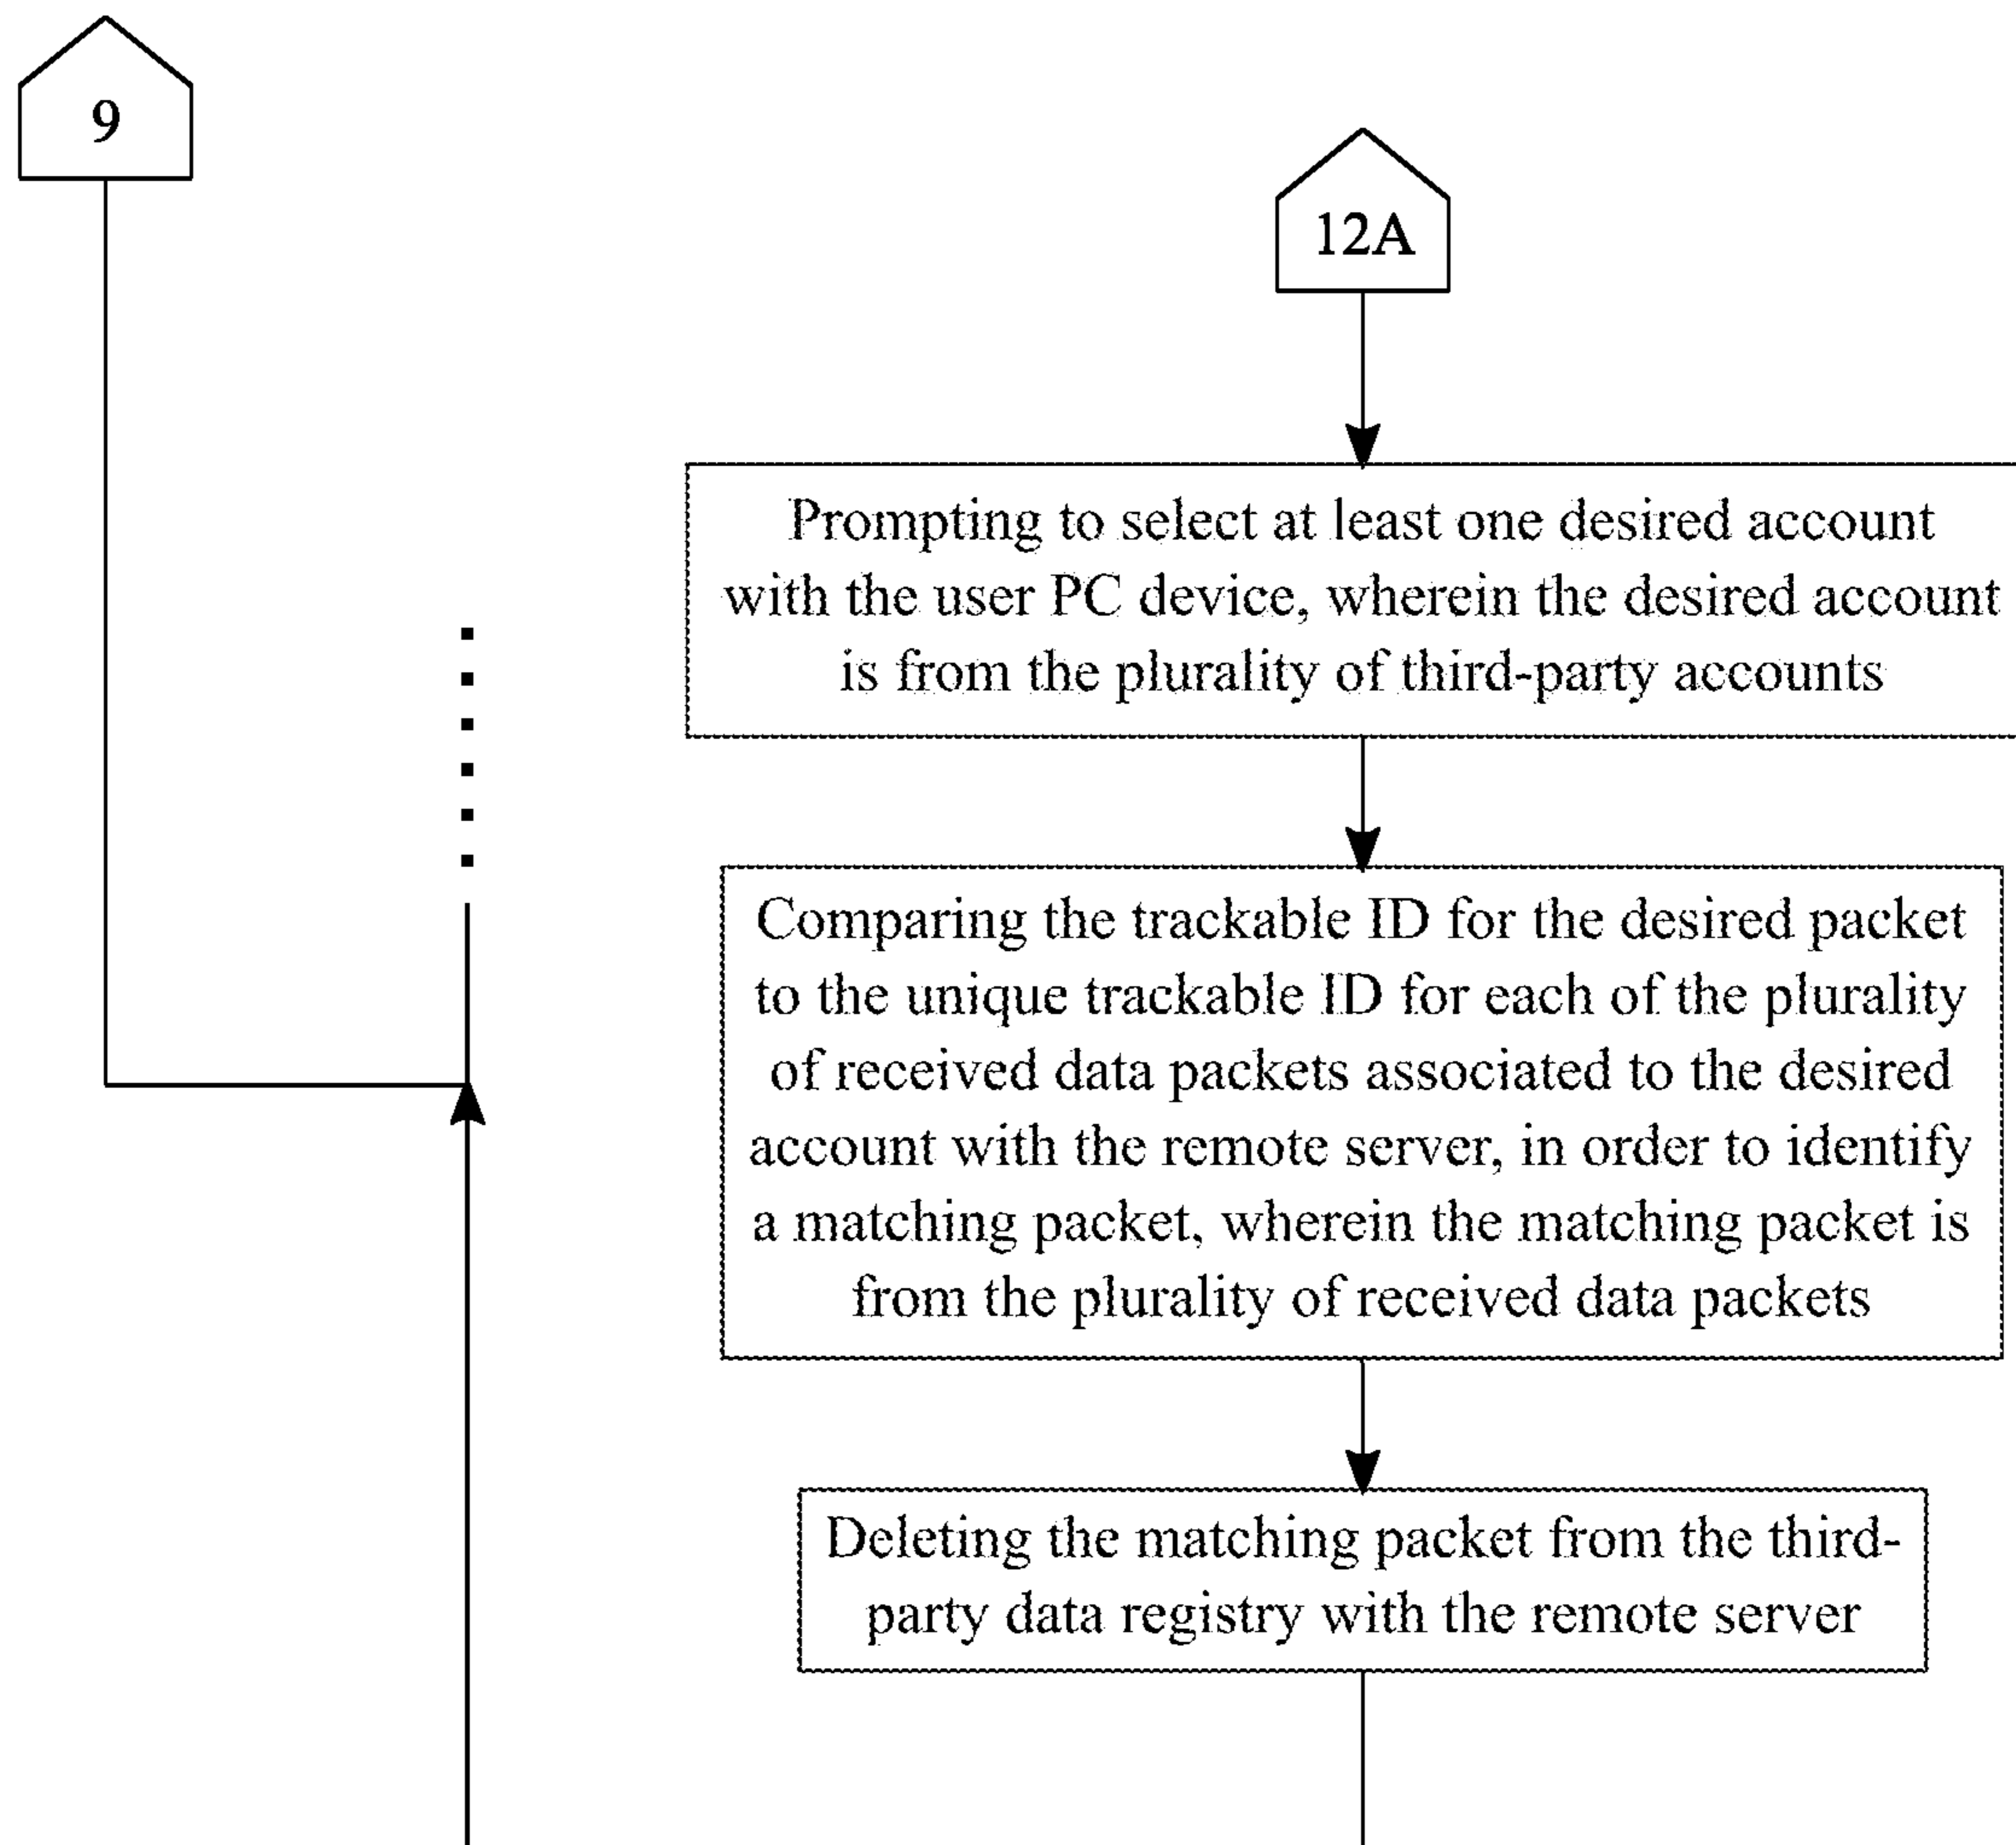 9
12A
Prompting to select at least one desired account
with the user PC device, wherein the desired account
is from the plurality of third-party accounts
Comparing the trackable ID for the desired packet
to the unique trackable ID for each of the plurality
of received data packets associated to the desired
account with the remote server, in order to identify
a matching packet, wherein the matching packet is
from the plurality of received data packets
Deleting the matching packet from the third-
party data registry with the remote server